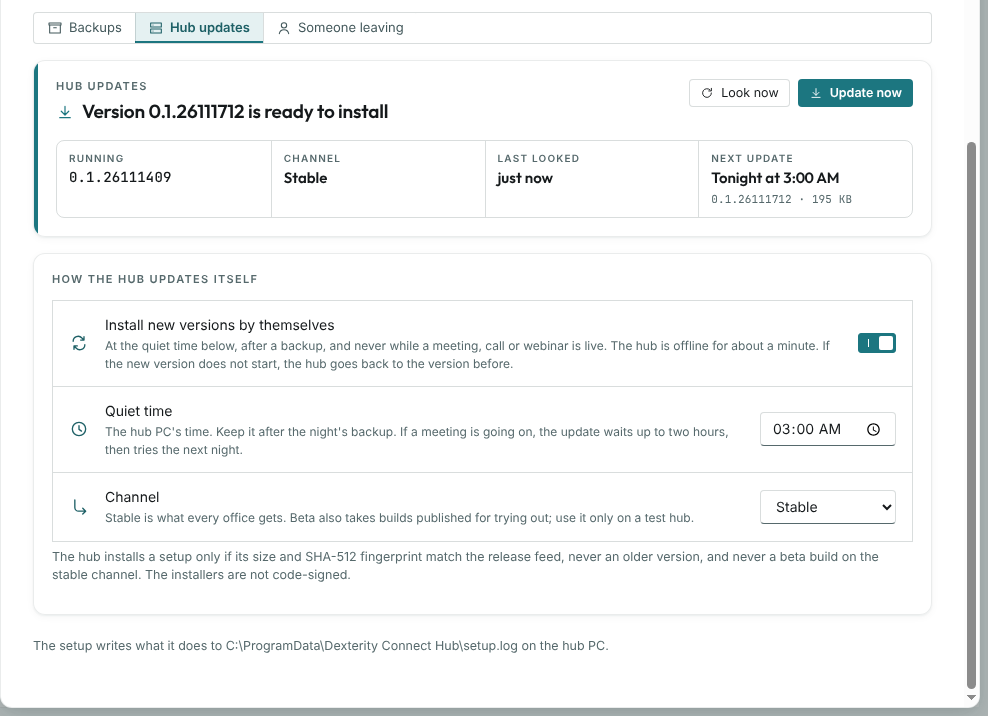 Backups
Hub updates
Someone leaving
HUB UPDATES
Version 0.1.26111712 is ready to install
Look now
Update now
RUNNING
0.1.26111409
CHANNEL
Stable
LAST LOOKED
just now
NEXT UPDATE
Tonight at 3:00 AM
0.1.26111712 · 195 KB
HOW THE HUB UPDATES ITSELF
Install new versions by themselves
At the quiet time below, after a backup, and never while a meeting, call or webinar is live. The hub is offline for about a minute. If
the new version does not start, the hub goes back to the version before.
Quiet time
The hub PC's time. Keep it after the night's backup. If a meeting is going on, the update waits up to two hours,
then tries the next night.
03:00 AM
Channel
Stable is what every office gets. Beta also takes builds published for trying out; use it only on a test hub.
Stable
The hub installs a setup only if its size and SHA-512 fingerprint match the release feed, never an older version, and never a beta build on the
stable channel. The installers are not code-signed.
The setup writes what it does to C:\ProgramData\Dexterity Connect Hub\setup.log on the hub PC.